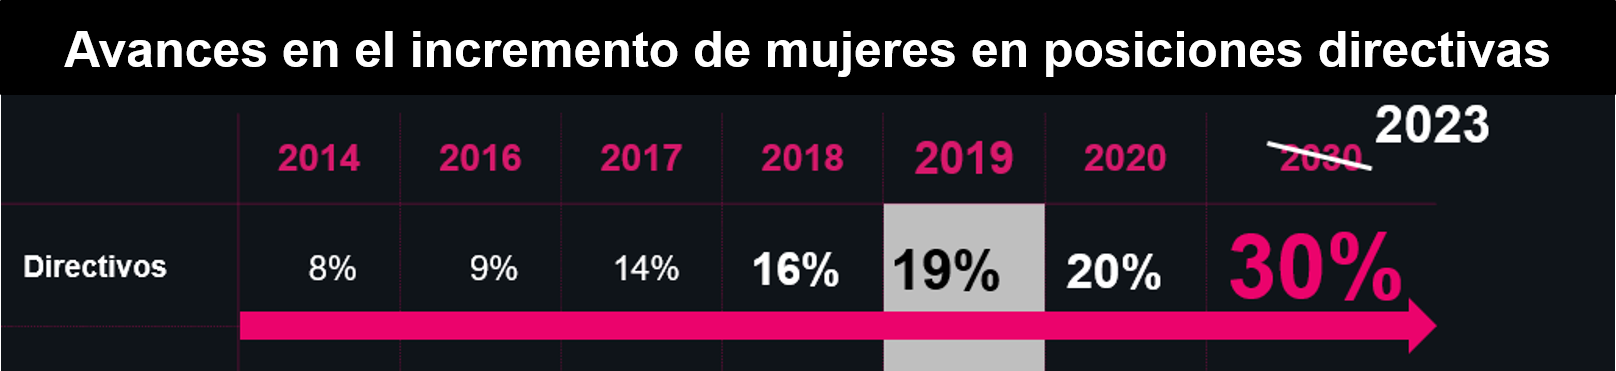 Avances en el incremento de mujeres en posiciones directivas
2014 2016 2017 2018 2019 2020 2030 2023
Directivos 8% 9% 14% 16% 19% 20% 30%